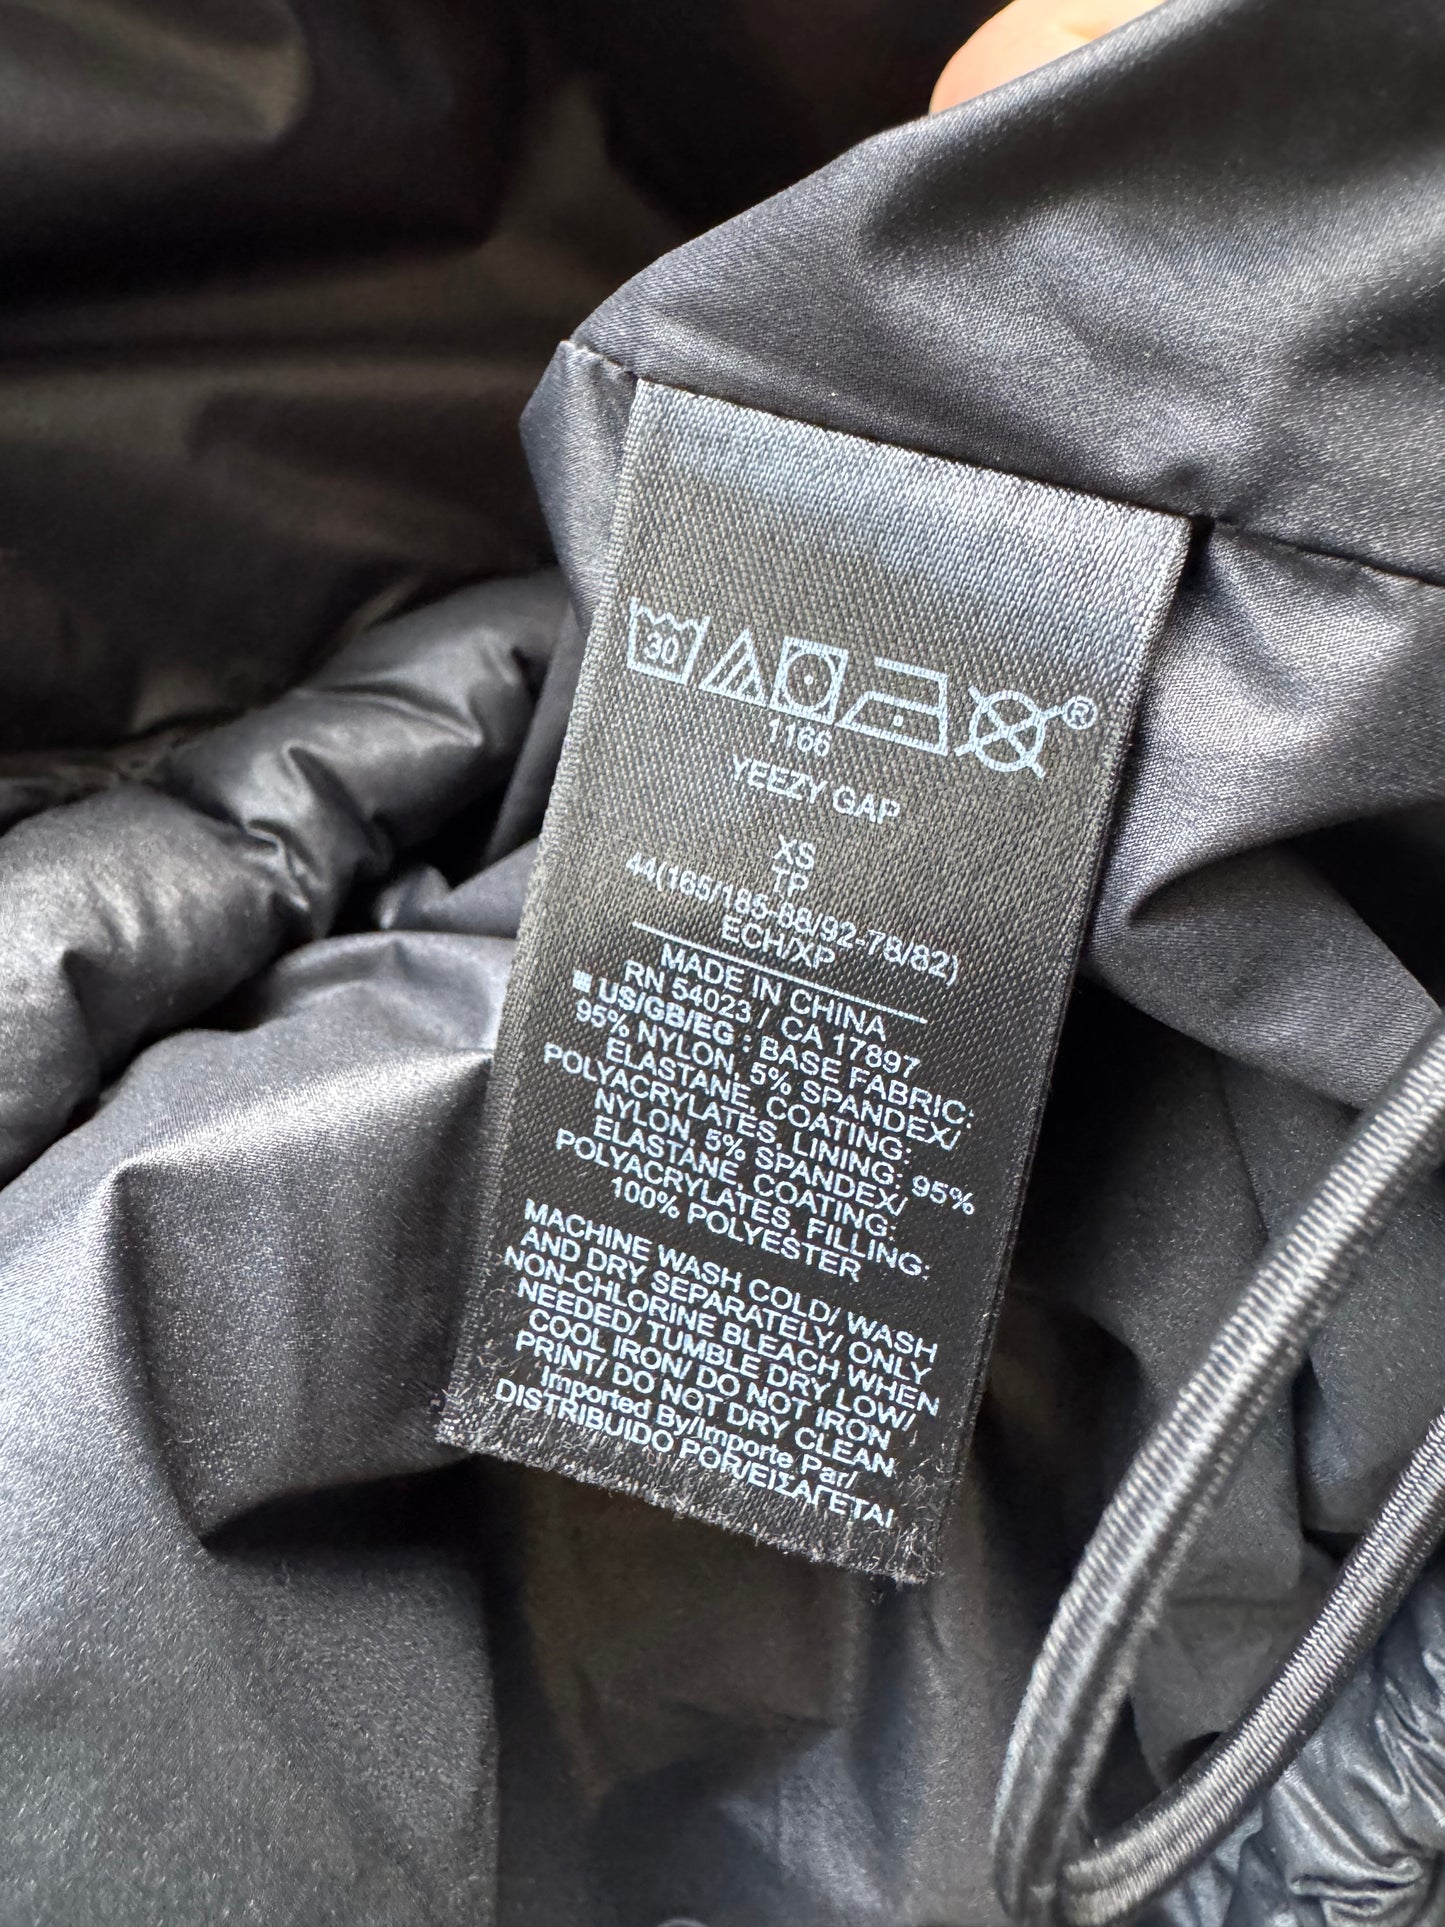 30
®
1166
YEEZY GAP
XS
TP
44(165/185-88/92-78/82)
ECH/XP
MADE IN CHINA
RN 54023 / CA 17897
US/GB/EG : BASE FABRIC:
95% NYLON, 5% SPANDEX/
ELASTANE, COATING:
POLYACRYLATES, LINING: 95%
NYLON, 5% SPANDEX/
ELASTANE, COATING:
POLYACRYLATES, FILLING:
100% POLYESTER
MACHINE WASH COLD/ WASH
AND DRY SEPARATELY/ ONLY
NON-CHLORINE BLEACH WHEN
NEEDED/ TUMBLE DRY LOW/
COOL IRON/ DO NOT IRON
PRINT/ DO NOT DRY CLEAN
Imported By/Importe Par/
DISTRIBUIDO POR/ΕΙΣΑΓΕΤΑΙ